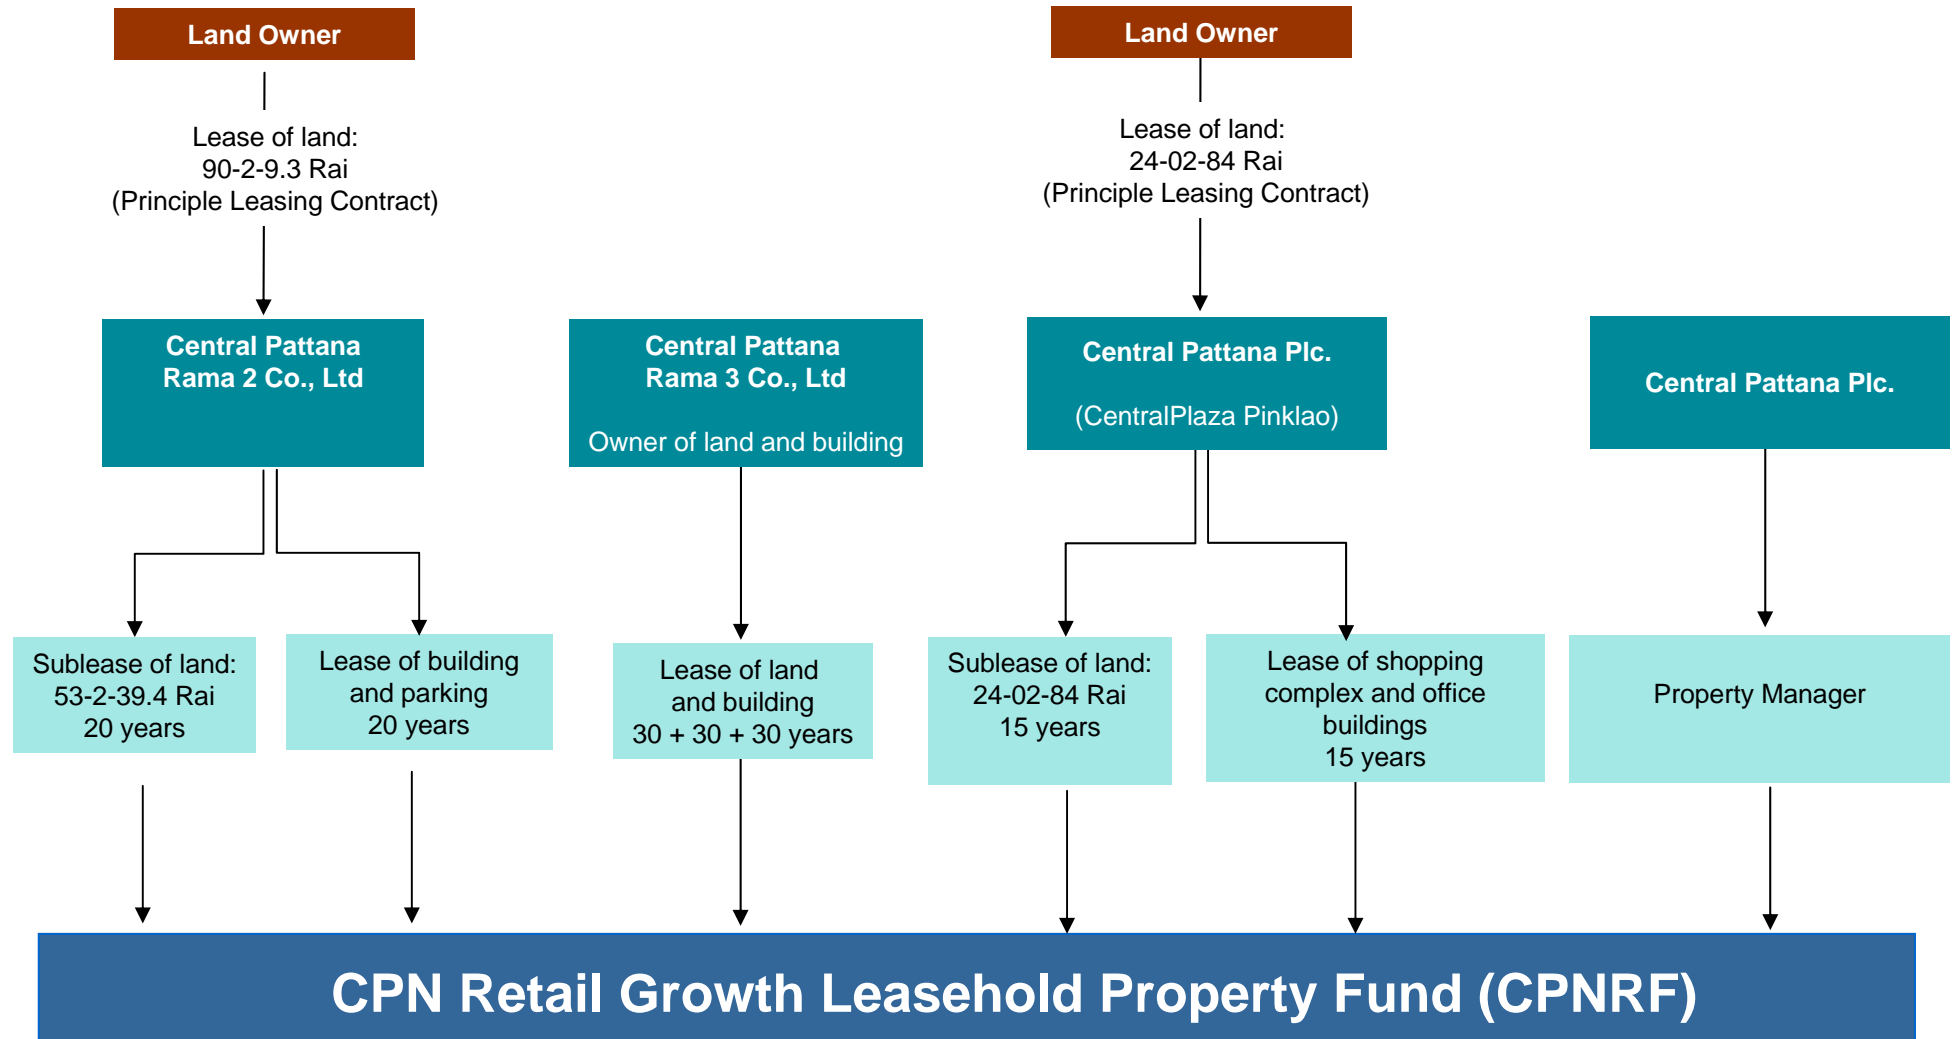 Land Owner
Land Owner
Lease of land:
90-2-9.3 Rai
(Principle Leasing Contract)
Lease of land:
24-02-84 Rai
(Principle Leasing Contract)
Central Pattana
Rama 2 Co., Ltd
Central Pattana
Rama 3 Co., Ltd
Owner of land and building
Central Pattana Plc.
(CentralPlaza Pinklao)
Central Pattana Plc.
Sublease of land:
53-2-39.4 Rai
20 years
Lease of building
and parking
20 years
Lease of land
and building
30 + 30 + 30 years
Sublease of land:
24-02-84 Rai
15 years
Lease of shopping
complex and office
buildings
15 years
Property Manager
CPN Retail Growth Leasehold Property Fund (CPNRF)